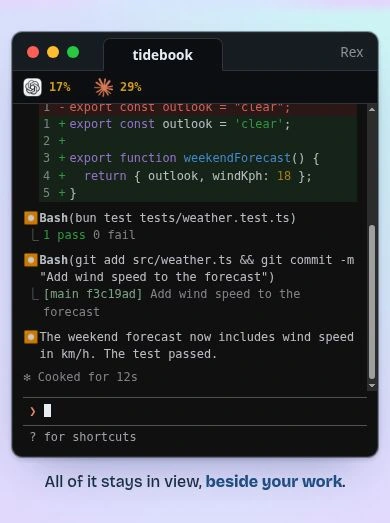 tidebook
Rex
17% 29%
1 -export const outlook = "clear";
1 +export const outlook = 'clear';
2 +
3 +export function weekendForecast() {
4 +  return { outlook, windKph: 18 };
5 +}
Bash(bun test tests/weather.test.ts)
1 pass 0 fail
Bash(git add src/weather.ts && git commit -m
"Add wind speed to the forecast")
[main f3c19ad] Add wind speed to the
forecast
The weekend forecast now includes wind speed
in km/h. The test passed.
✻ Cooked for 12s
❯
? for shortcuts
All of it stays in view, beside your work.